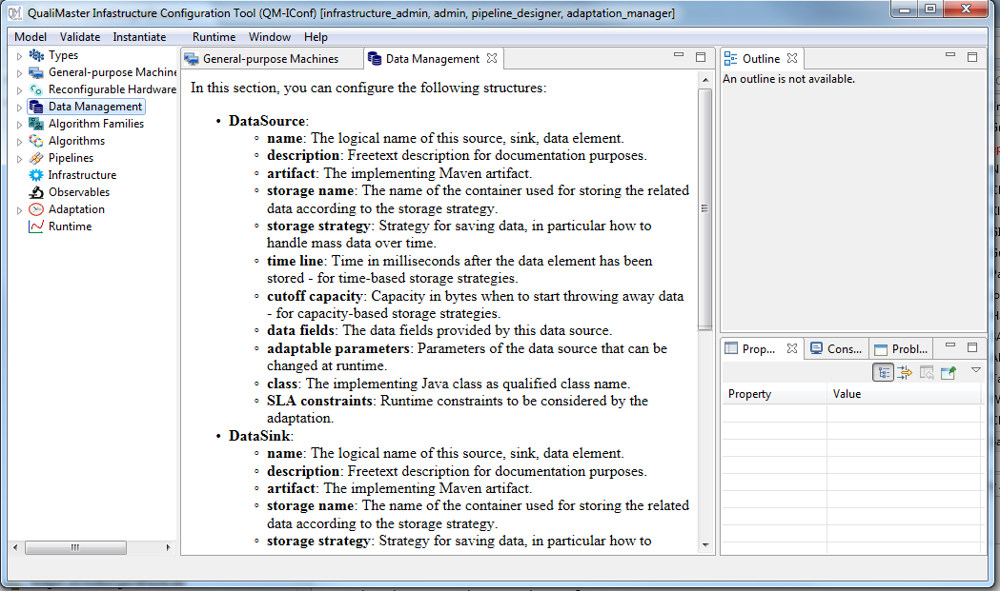 QualiMaster Infastructure Configuration Tool (QM-IConf) [infrastructure_admin, admin, pipeline_designer, adaptation_manager]
Model Validate Instantiate Runtime Window Help
Types
General-purpose Machine
Reconfigurable Hardware
Data Management
Algorithm Families
Algorithms
Pipelines
Infrastructure
Observables
Adaptation
Runtime
General-purpose Machines
Data Management
In this section, you can configure the following structures:
• DataSource:
◦ name: The logical name of this source, sink, data element.
◦ description: Freetext description for documentation purposes.
◦ artifact: The implementing Maven artifact.
◦ storage name: The name of the container used for storing the related
data according to the storage strategy.
◦ storage strategy: Strategy for saving data, in particular how to
handle mass data over time.
◦ time line: Time in milliseconds after the data element has been
stored - for time-based storage strategies.
◦ cutoff capacity: Capacity in bytes when to start throwing away data
- for capacity-based storage strategies.
◦ data fields: The data fields provided by this data source.
◦ adaptable parameters: Parameters of the data source that can be
changed at runtime.
◦ class: The implementing Java class as qualified class name.
◦ SLA constraints: Runtime constraints to be considered by the
adaptation.
• DataSink:
◦ name: The logical name of this source, sink, data element.
◦ description: Freetext description for documentation purposes.
◦ artifact: The implementing Maven artifact.
◦ storage name: The name of the container used for storing the related
data according to the storage strategy.
◦ storage strategy: Strategy for saving data, in particular how to
Outline
An outline is not available.
Prop... Cons... Probl...
Property Value